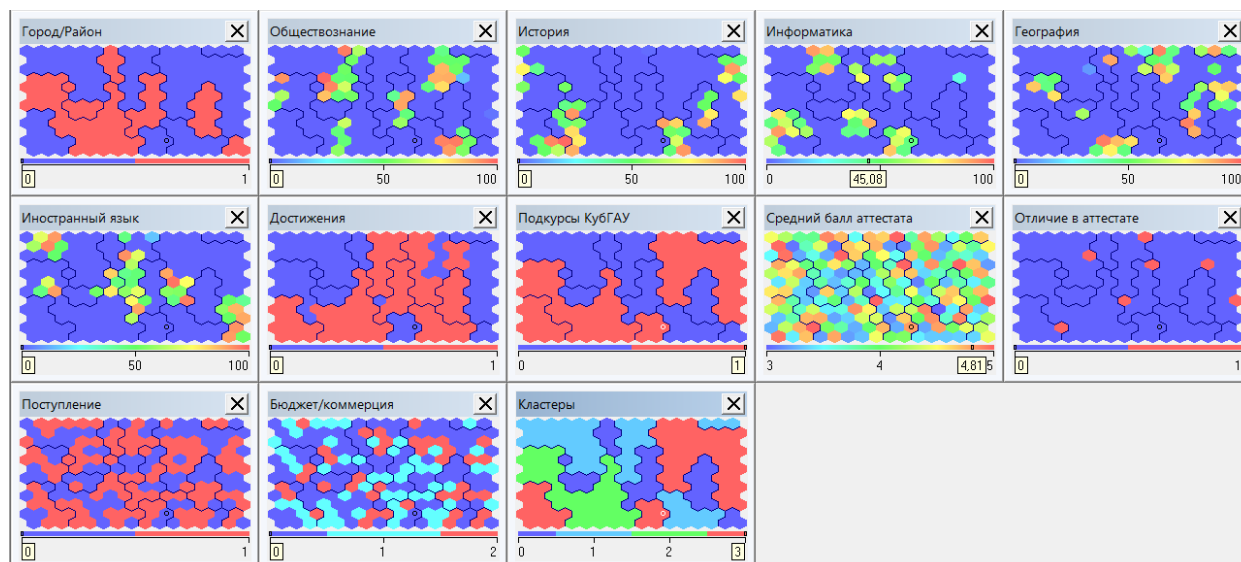 Город/Район
0
1
Обществознание
0
50
100
История
0
50
100
Информатика
0
45,08
100
География
0
50
100
Иностранный язык
0
50
100
Достижения
0
1
Подкурсы КубГАУ
0
1
Средний балл аттестата
3
4
4,81
5
Отличие в аттестате
0
1
Поступление
0
1
Бюджет/коммерция
0
1
2
Кластеры
0
1
2
3